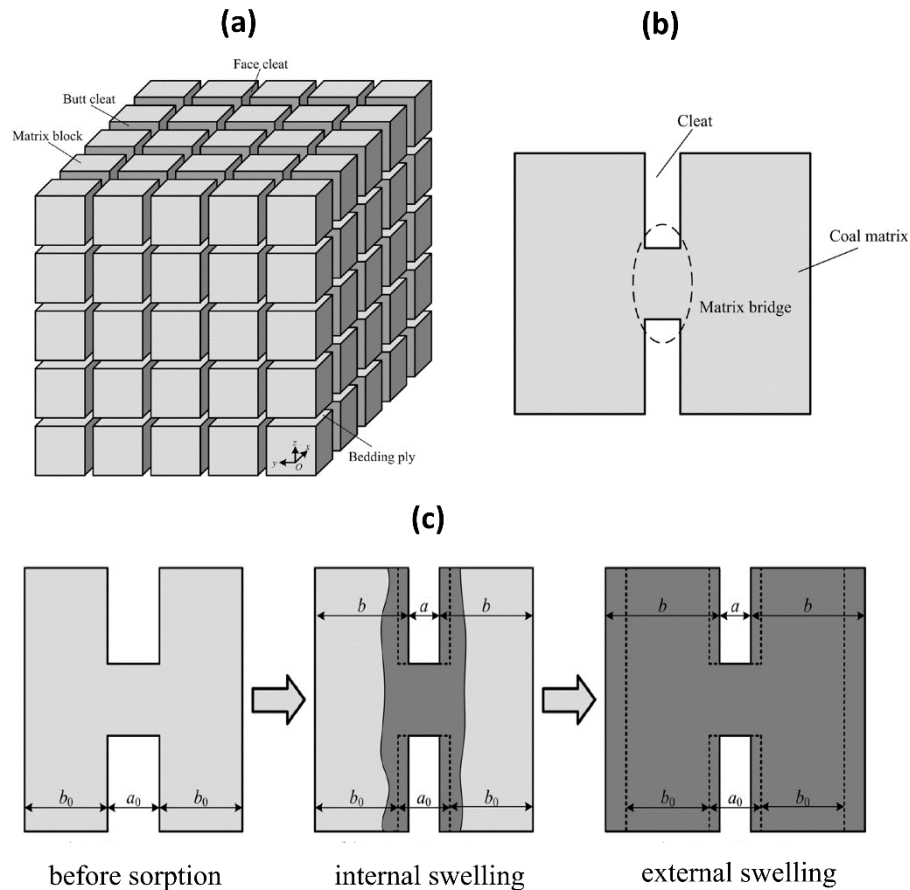 (a)
Face cleat
Butt cleat
Matrix block
z
x
y
O
Bedding ply
(b)
Cleat
Coal matrix
Matrix bridge
(c)
b a b
b a b
b₀ a₀ b₀
b₀ a₀ b₀
b₀ a₀ b₀
before sorption
internal swelling
external swelling